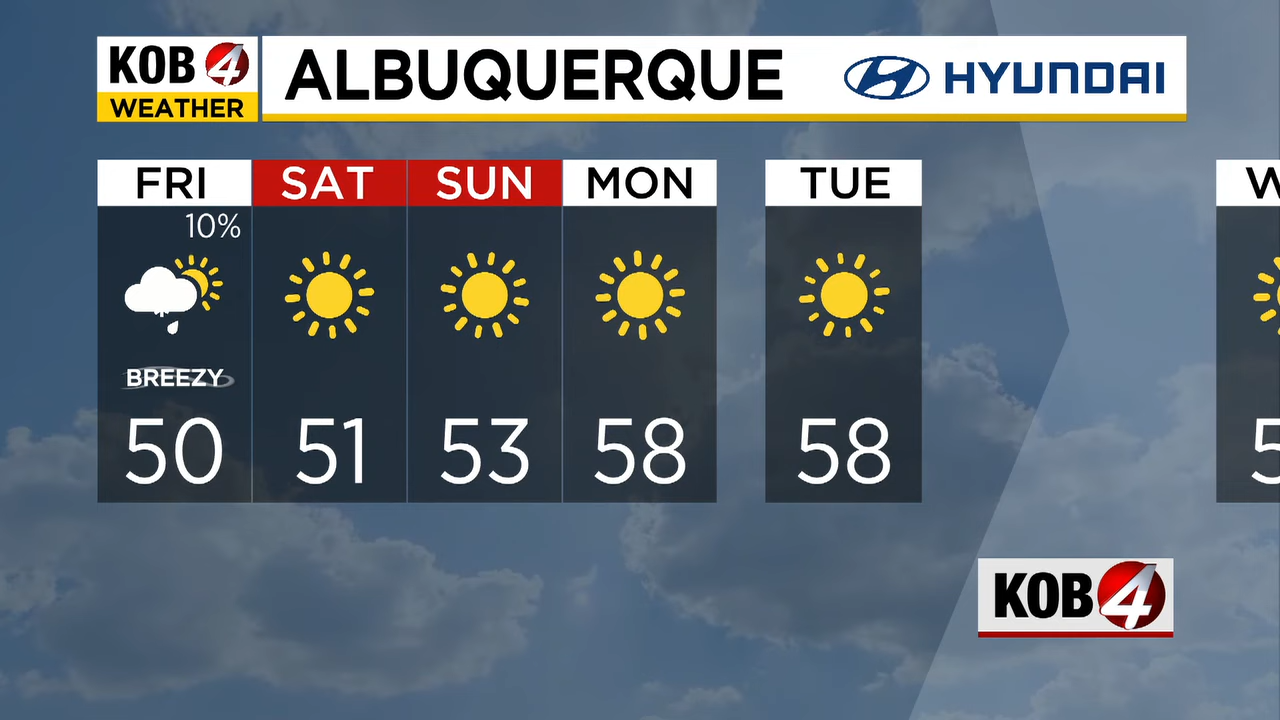 KOB 4
WEATHER
ALBUQUERQUE
HYUNDAI
FRI SAT SUN MON TUE
10%
BREEZY
50 51 53 58 58
KOB 4